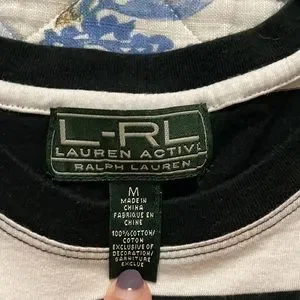 L-RL
LAUREN ACTIVE
RALPH LAUREN
M
MADE IN
CHINA
FABRIQUE EN
CHINE
100% COTTON/
COTON
EXCLUSIVE OF
DECORATION/
GARNITURE
EXCLUE